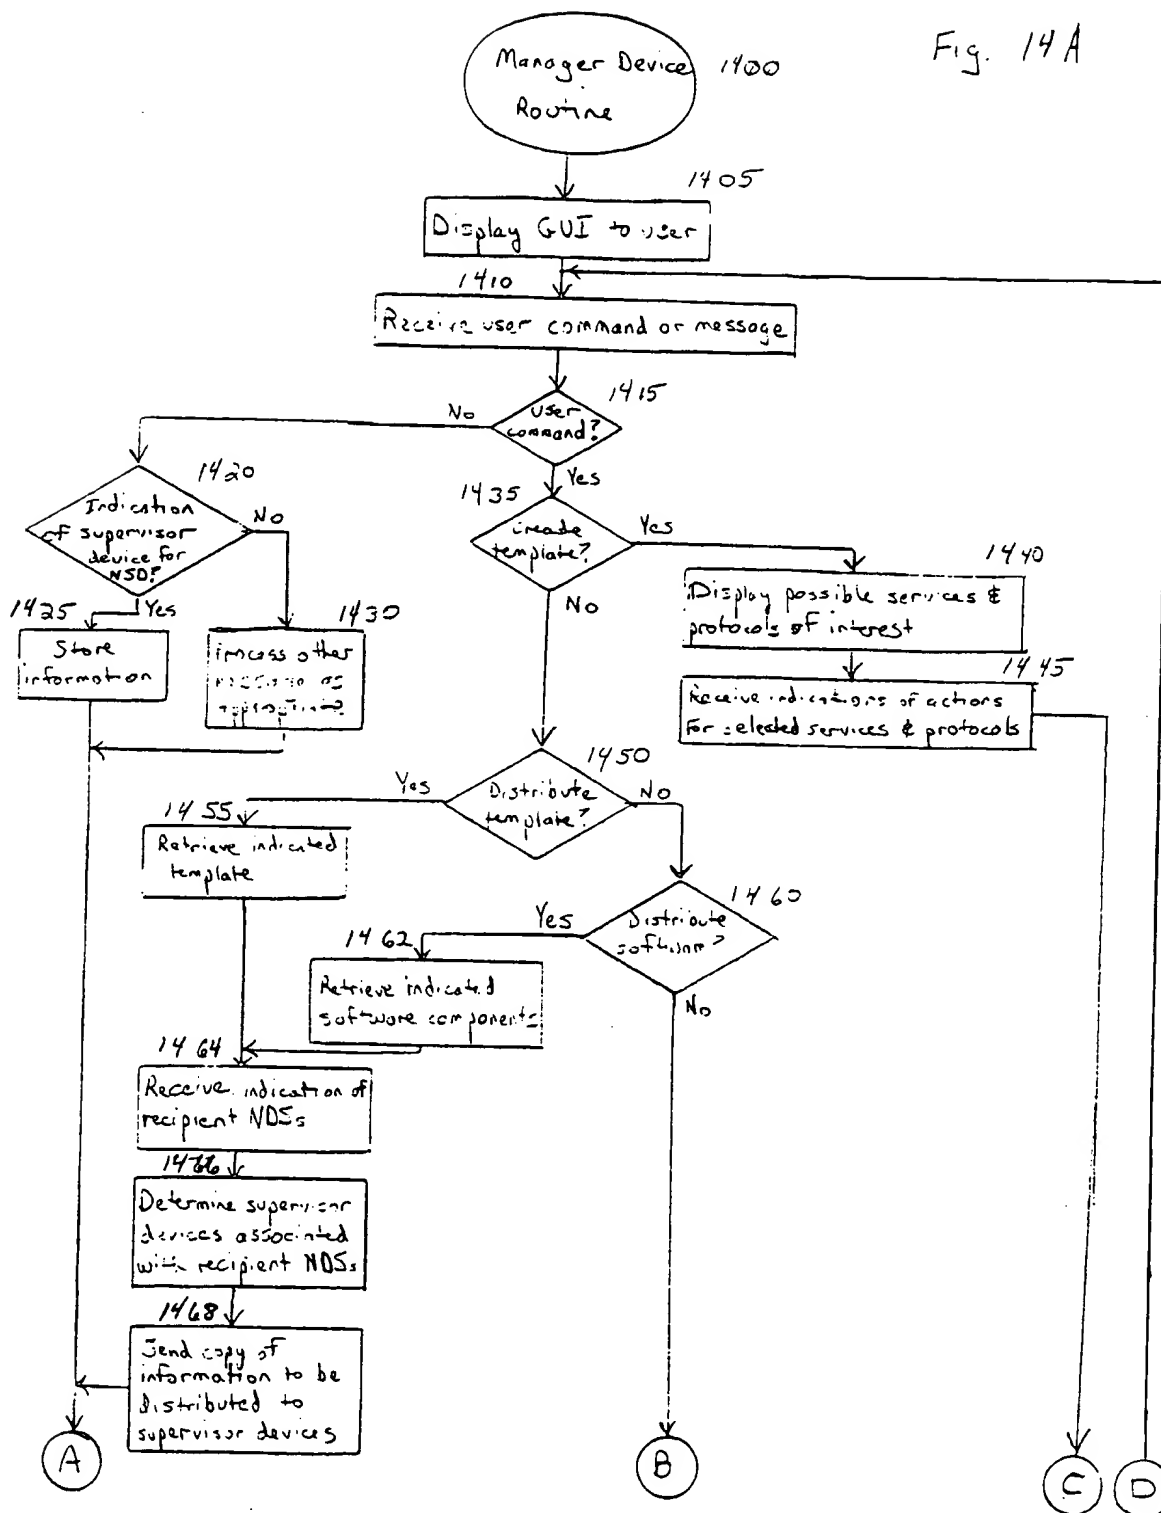 Fig. 14A
Manager Device
Routine
1400
1405
Display GUI to user
1410
Receive user command or message
1415
User
command?
No
Yes
1420
Indication
of supervisor
device for
NSD?
No
Yes
1425
Store
information
1430
Process other
message as
appropriate
1435
Create
template?
Yes
No
1440
Display possible services &
protocols of interest
1445
Receive indications of actions
For selected services & protocols
1450
Distribute
template?
Yes
No
1455
Retrieve indicated
template
1460
Distribute
software?
Yes
No
1462
Retrieve indicated
software components
1464
Receive indication of
recipient NDSs
1466
Determine supervisor
devices associated
with recipient NDSs
1468
Send copy of
information to be
Distributed to
supervisor devices
A
B
C
D